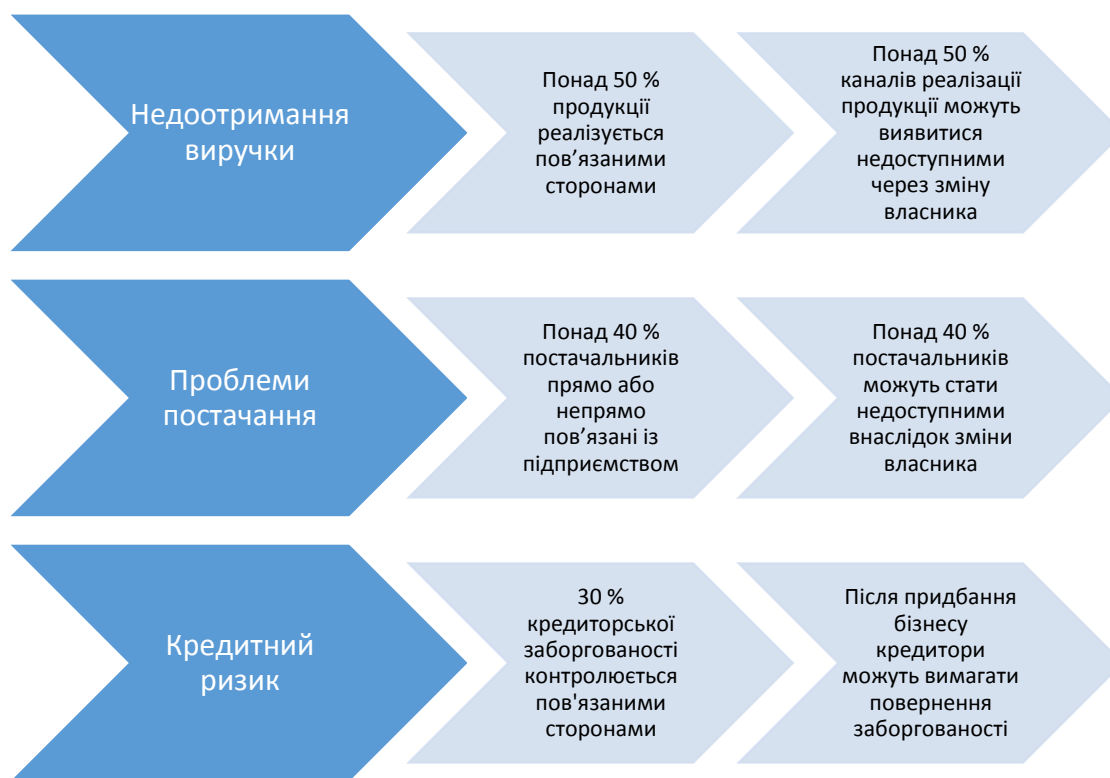 Недоотримання
виручки
Понад 50 %
продукції
реалізується
пов’язаними
сторонами
Понад 50 %
каналів реалізації
продукції можуть
виявитися
недоступними
через зміну
власника
Проблеми
постачання
Понад 40 %
постачальників
прямо або
непрямо
пов’язані із
підприємством
Понад 40 %
постачальників
можуть стати
недоступними
внаслідок зміни
власника
Кредитний
ризик
30 %
кредиторської
заборгованості
контролюється
пов'язаними
сторонами
Після придбання
бізнесу
кредитори
можуть вимагати
повернення
заборгованості